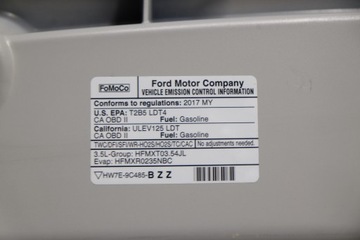 FoMoCo
Ford Motor Company
VEHICLE EMISSION CONTROL INFORMATION
Conforms to regulations: 2017 MY
U.S. EPA: T2B5 LDT4
CA OBD II Fuel: Gasoline
California: ULEV125 LDT
CA OBD II Fuel: Gasoline
TWC/DFI/SFI/WR-HO2S/HO2S/TC/CAC No adjustments needed.
3.5L-Group: HFMXT03.54JL
Evap: HFMXR0235NBC
HW7E-9C485-BZZ